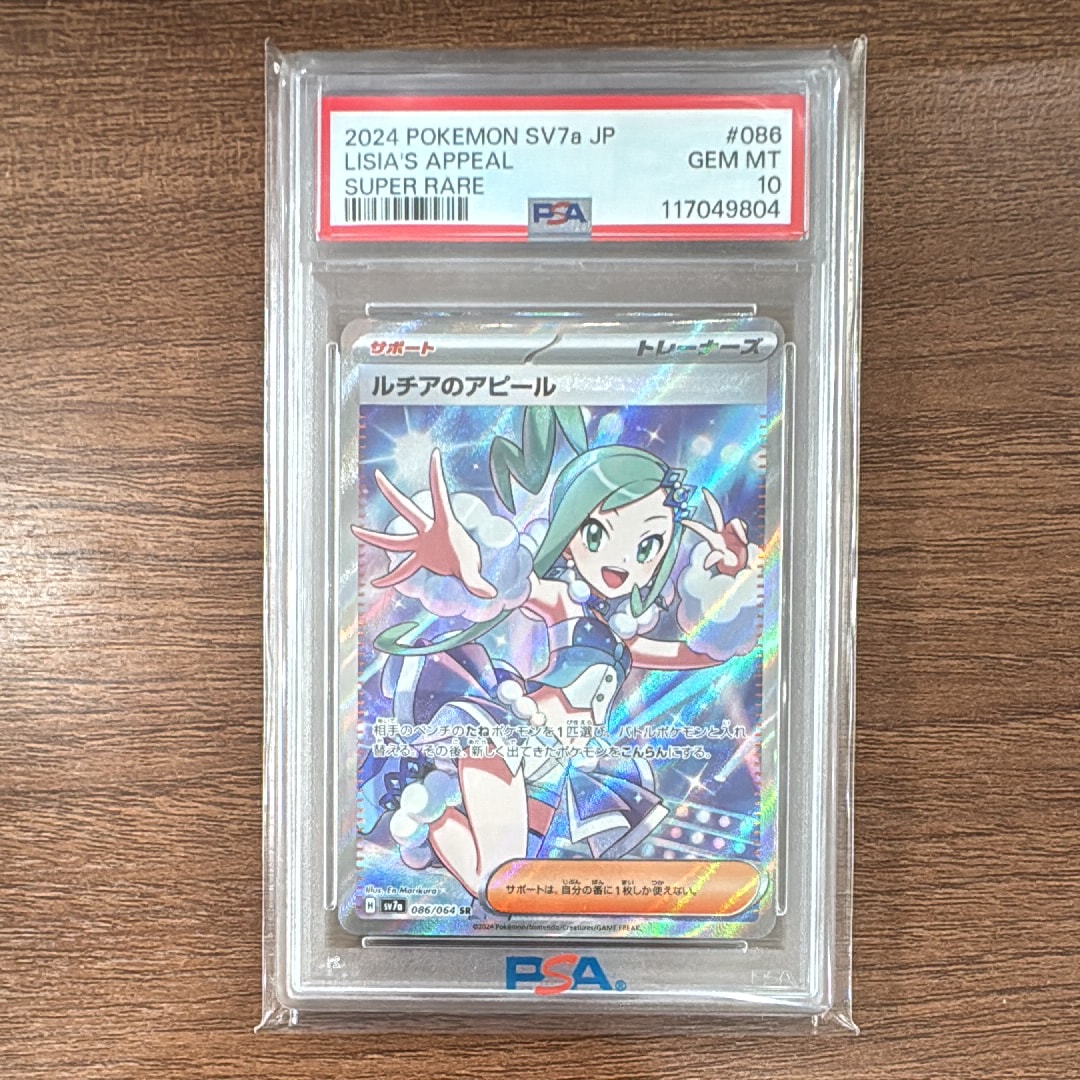 2024 POKEMON SV7a JP #086
LISIA'S APPEAL GEM MT
SUPER RARE 10
PSA 117049804
サポート トレーナーズ
ルチアのアピール
相手のベンチのたねポケモンを1匹選び、バトルポケモンと入れ
替える。その後、新しく出てきたポケモンをこんらんにする。
サポートは、自分の番に1枚しか使えない。
Illus. En Morikura
H sv7a 086/064 SR
©2024 Pokémon/Nintendo/Creatures/GAME FREAK.
PSA®